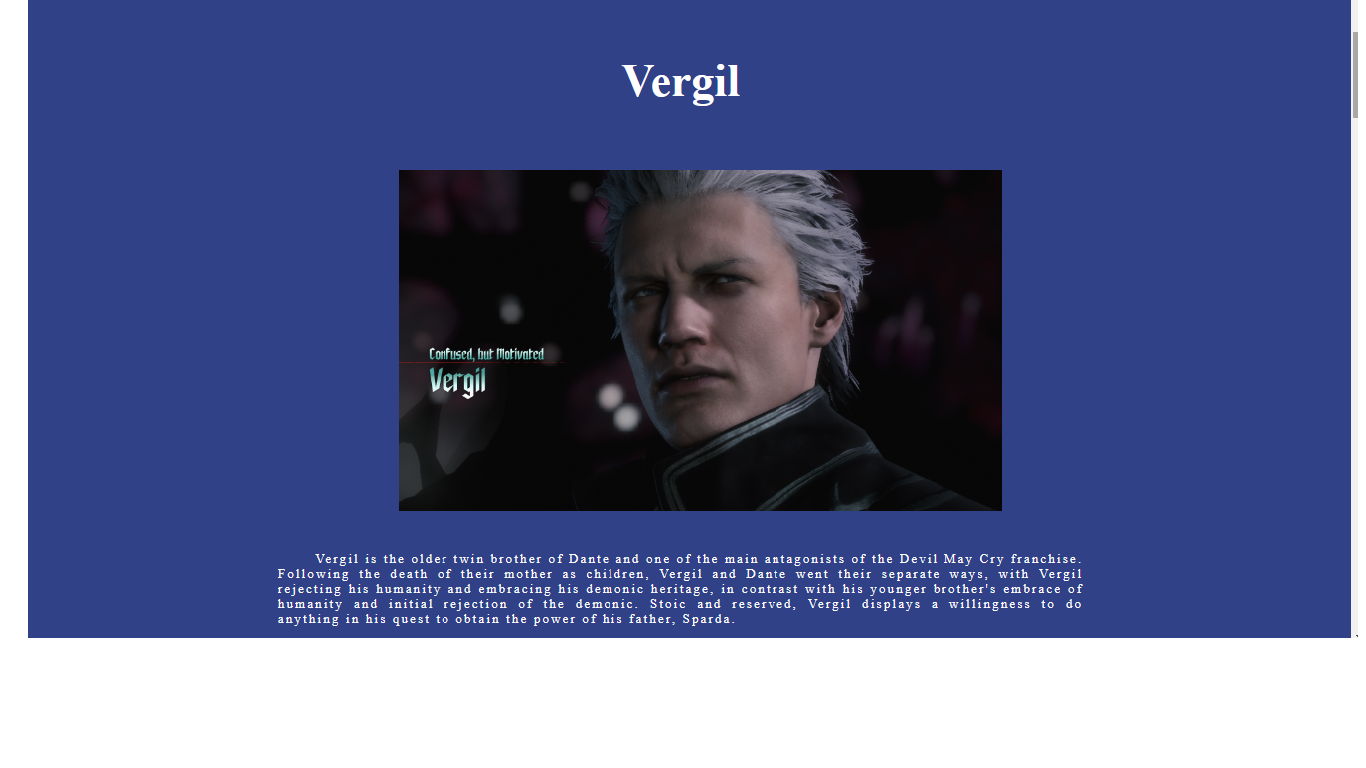 Vergil
Confused, but Motivated
Vergil
Vergil is the older twin brother of Dante and one of the main antagonists of the Devil May Cry franchise.
Following the death of their mother as children, Vergil and Dante went their separate ways, with Vergil
rejecting his humanity and embracing his demonic heritage, in contrast with his younger brother's embrace of
humanity and initial rejection of the demonic. Stoic and reserved, Vergil displays a willingness to do
anything in his quest to obtain the power of his father, Sparda.